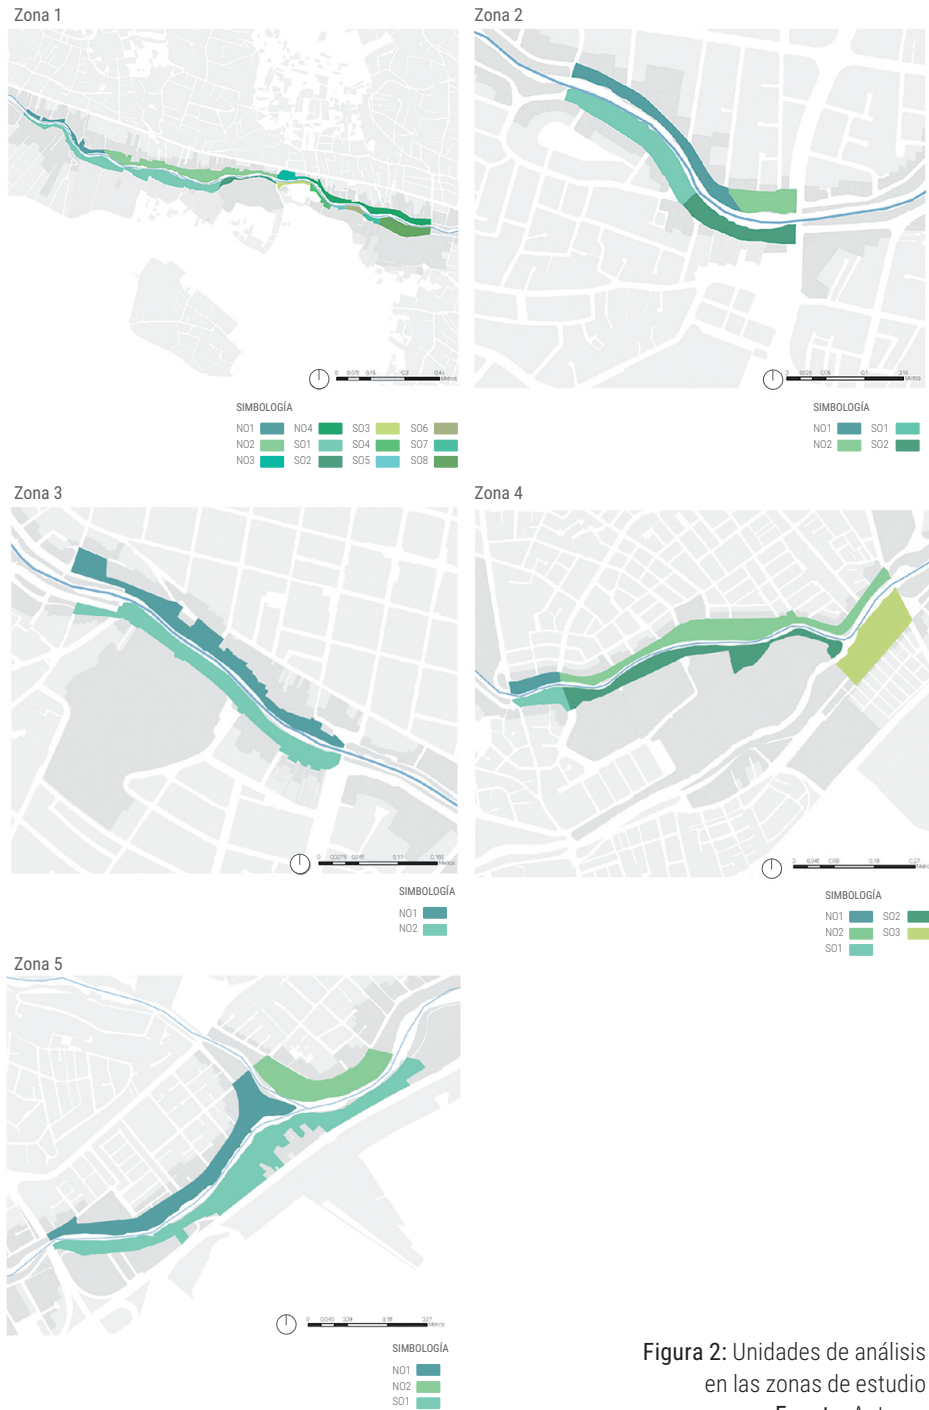 Zona 1
Zona 2
SIMBOLOGÍA
NO1 NO4 SO3 SO6
NO2 SO1 SO4 SO7
NO3 SO2 SO5 SO8
SIMBOLOGÍA
NO1 SO1
NO2 SO2
Zona 3
Zona 4
SIMBOLOGÍA
NO1
NO2
SIMBOLOGÍA
NO1 SO2
NO2 SO3
SO1
Zona 5
SIMBOLOGÍA
NO1
NO2
SO1
Figura 2: Unidades de análisis
en las zonas de estudio